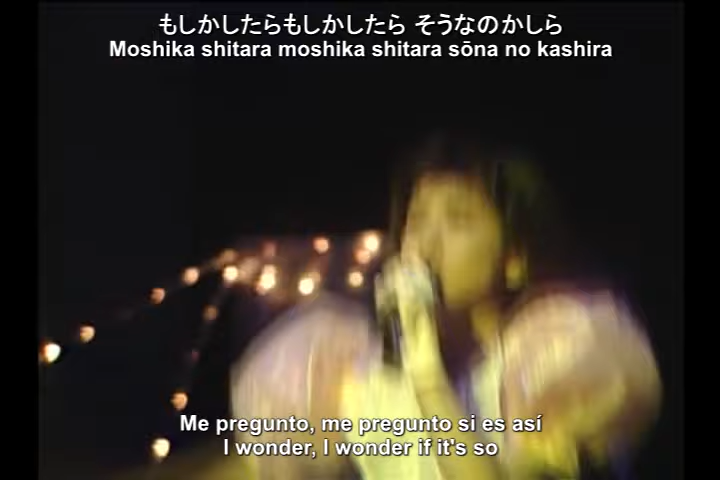 もしかしたらもしかしたら そうなのかしら
Moshika shitara moshika shitara sōna no kashira
Me pregunto, me pregunto si es así
I wonder, I wonder if it's so